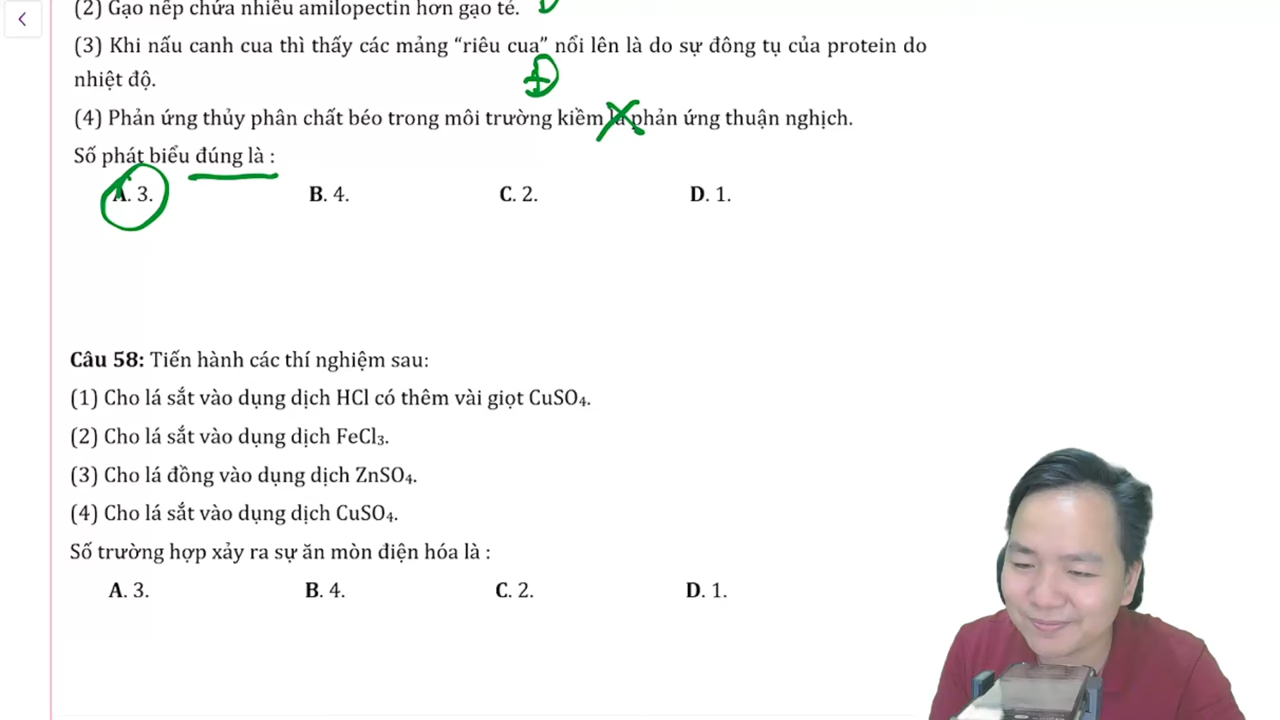 (2) Gạo nếp chứa nhiều amilopectin hơn gạo tẻ. Đ
(3) Khi nấu canh cua thì thấy các mảng “riêu cua” nổi lên là do sự đông tụ của protein do
nhiệt độ.
Đ
(4) Phản ứng thủy phân chất béo trong môi trường kiềm là phản ứng thuận nghịch.
Số phát biểu đúng là :
A. 3. B. 4. C. 2. D. 1.
Câu 58: Tiến hành các thí nghiệm sau:
(1) Cho lá sắt vào dụng dịch HCl có thêm vài giọt CuSO₄.
(2) Cho lá sắt vào dụng dịch FeCl₃.
(3) Cho lá đồng vào dụng dịch ZnSO₄.
(4) Cho lá sắt vào dụng dịch CuSO₄.
Số trường hợp xảy ra sự ăn mòn điện hóa là :
A. 3. B. 4. C. 2. D. 1.